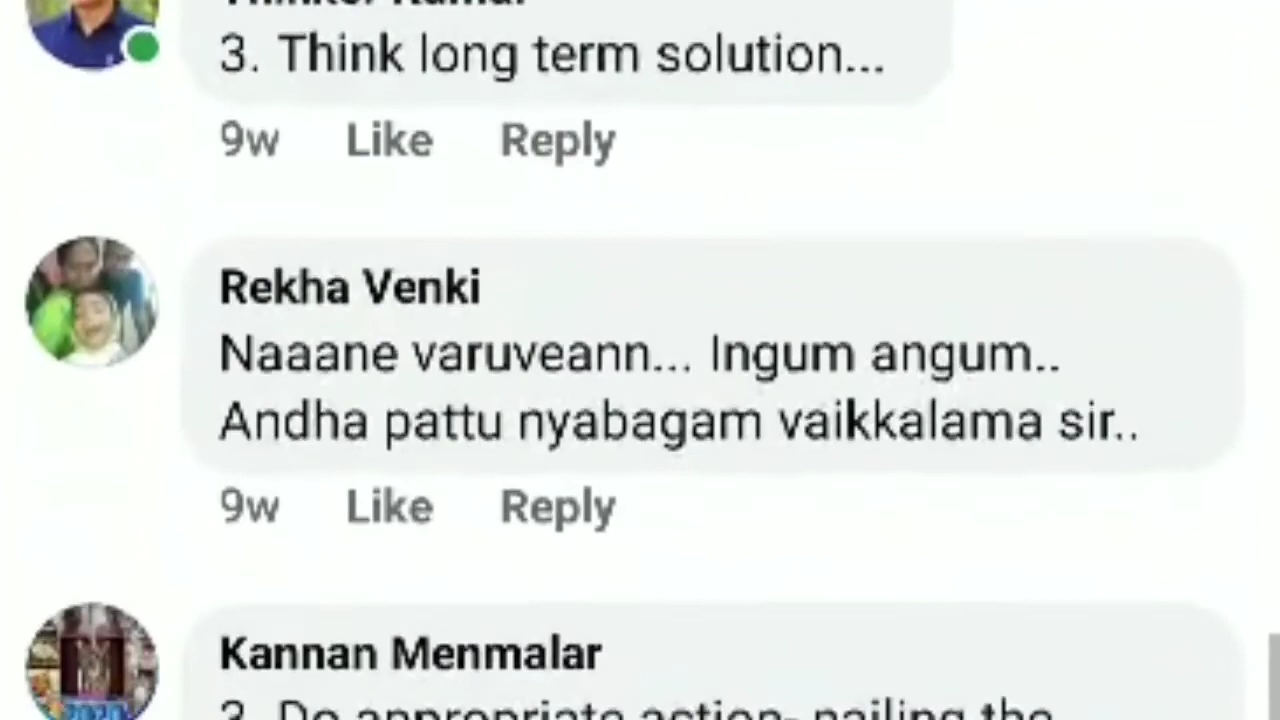 3. Think long term solution...
9w Like Reply
Rekha Venki
Naaane varuveann... Ingum angum..
Andha pattu nyabagam vaikkalama sir..
9w Like Reply
Kannan Menmalar
3. Do appropriate action- nailing the
2020